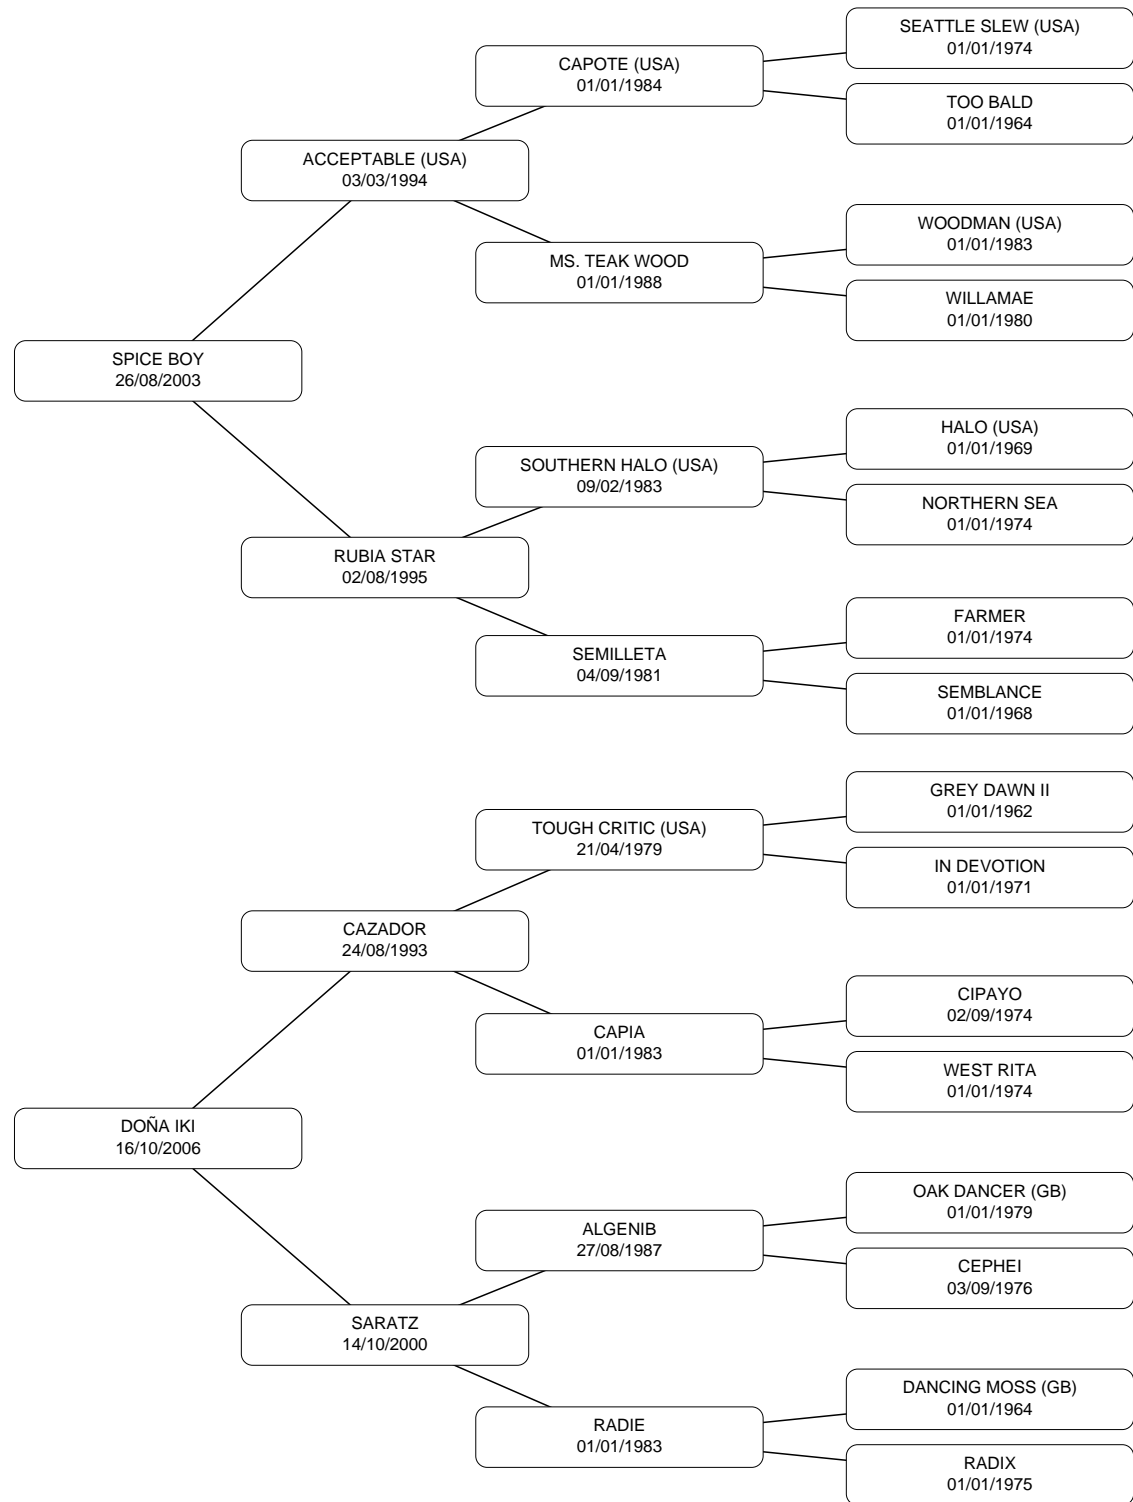 SEATTLE SLEW (USA)
01/01/1974
CAPOTE (USA)
01/01/1984
TOO BALD
01/01/1964
ACCEPTABLE (USA)
03/03/1994
WOODMAN (USA)
01/01/1983
MS. TEAK WOOD
01/01/1988
WILLAMAE
01/01/1980
SPICE BOY
26/08/2003
HALO (USA)
01/01/1969
SOUTHERN HALO (USA)
09/02/1983
NORTHERN SEA
01/01/1974
RUBIA STAR
02/08/1995
FARMER
01/01/1974
SEMILLETA
04/09/1981
SEMBLANCE
01/01/1968
GREY DAWN II
01/01/1962
TOUGH CRITIC (USA)
21/04/1979
IN DEVOTION
01/01/1971
CAZADOR
24/08/1993
CIPAYO
02/09/1974
CAPIA
01/01/1983
WEST RITA
01/01/1974
DOÑA IKI
16/10/2006
OAK DANCER (GB)
01/01/1979
ALGENIB
27/08/1987
CEPHEI
03/09/1976
SARATZ
14/10/2000
DANCING MOSS (GB)
01/01/1964
RADIE
01/01/1983
RADIX
01/01/1975